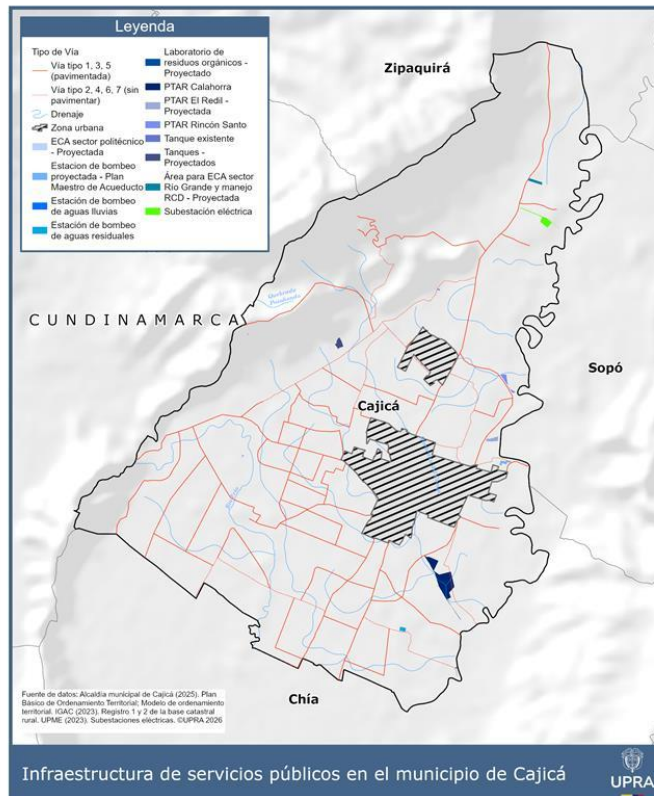 Leyenda
Tipo de Vía
Vía tipo 1, 3, 5
(pavimentada)
Vía tipo 2, 4, 6, 7 (sin
pavimentar)
Drenaje
Zona urbana
ECA sector politécnico
- Proyectada
Estacion de bombeo
proyectada - Plan
Maestro de Acueducto
Estación de bombeo
de aguas lluvias
Estación de bombeo
de aguas residuales
Laboratorio de
residuos orgánicos -
Proyectado
PTAR Calahorra
PTAR El Redil -
Proyectada
PTAR Rincón Santo
Tanque existente
Tanques -
Proyectados
Área para ECA sector
Río Grande y manejo
RCD - Proyectada
Subestación eléctrica
Zipaquirá
CUNDINAMARCA
Quebrada
Sopó
Cajicá
Chía
Fuente de datos: Alcaldía municipal de Cajicá (2025). Plan
Básico de Ordenamiento Territorial; Modelo de ordenamiento
territorial. IGAC (2023). Registro 1 y 2 de la base catastral
rural. UPME (2023). Subestaciones eléctricas. ©UPRA 2026
Infraestructura de servicios públicos en el municipio de Cajicá
UPRA